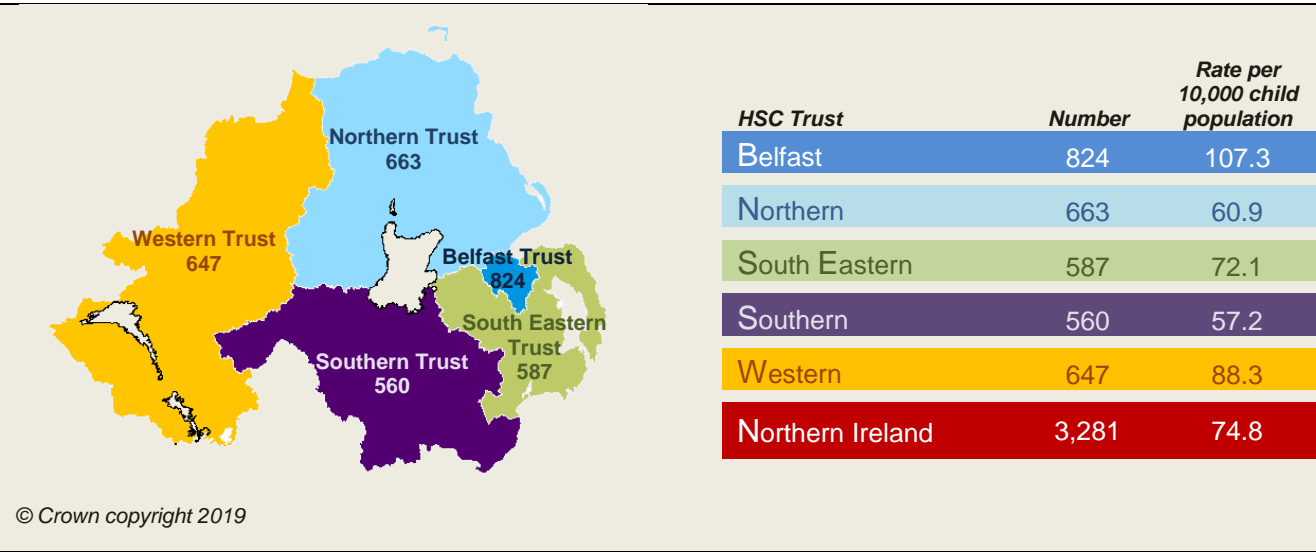 Northern Trust
663
Western Trust
647
Belfast Trust
824
South Eastern
Trust
587
Southern Trust
560
Rate per
10,000 child
HSC Trust Number population
Belfast 824 107.3
Northern 663 60.9
South Eastern 587 72.1
Southern 560 57.2
Western 647 88.3
Northern Ireland 3,281 74.8
© Crown copyright 2019